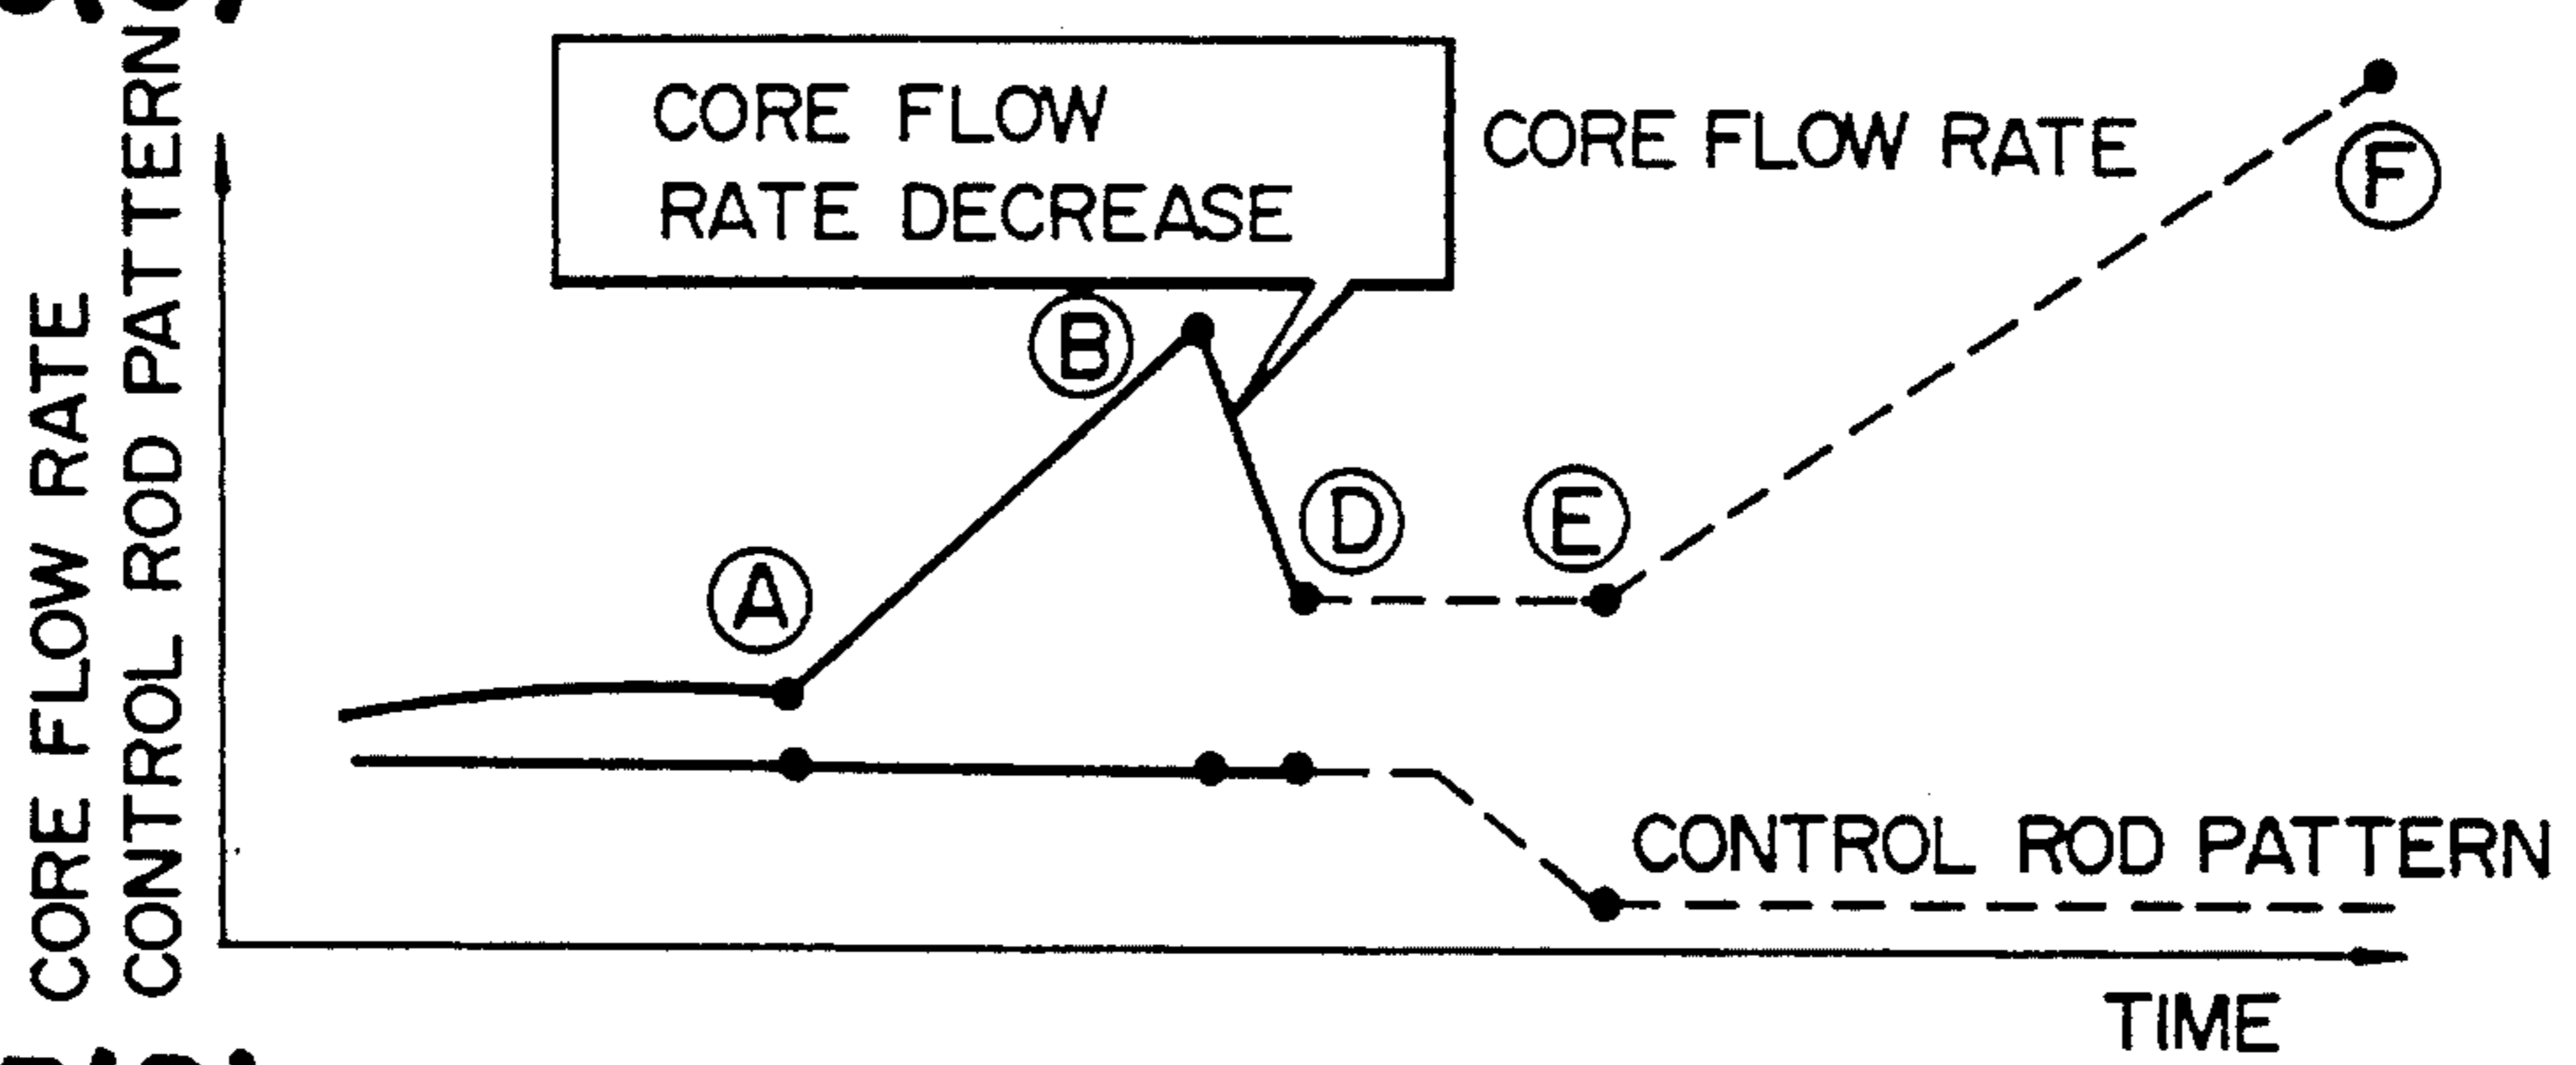 CORE FLOW RATE
CONTROL ROD PATTERN
CORE FLOW
RATE DECREASE
CORE FLOW RATE
F
B
D
E
A
CONTROL ROD PATTERN
TIME